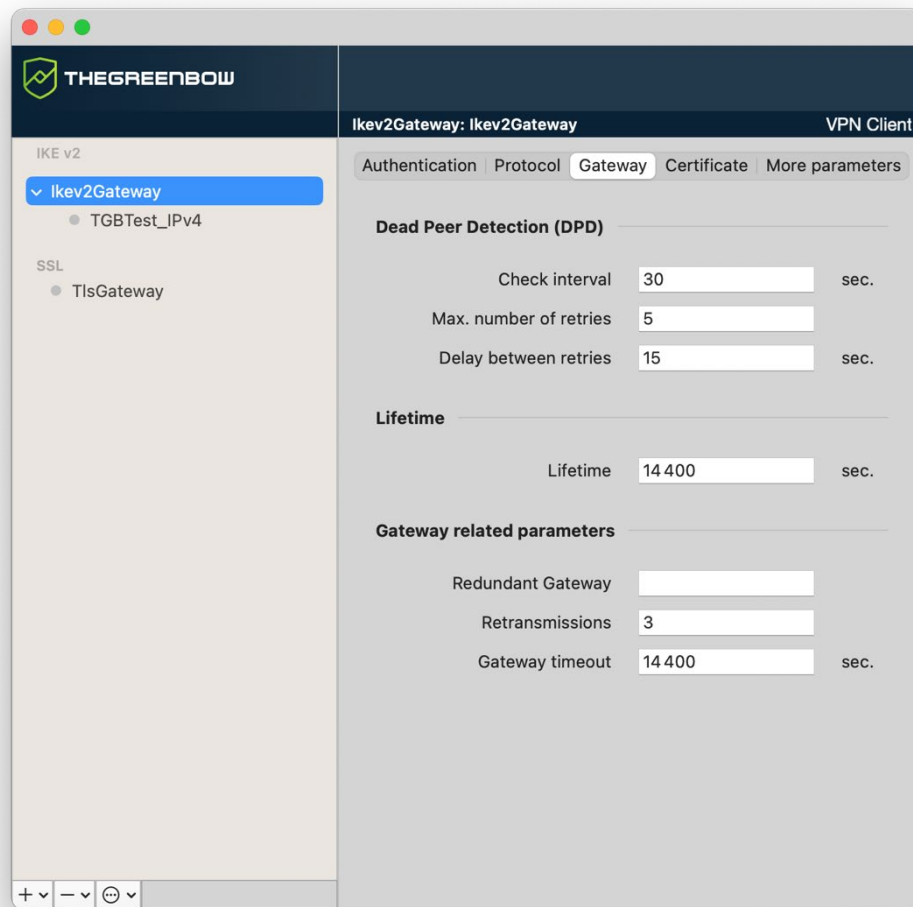 THEGREENBOW
Ikev2Gateway: Ikev2Gateway
VPN Client
IKE v2
Ikev2Gateway
TGBTest_IPv4
SSL
TlsGateway
Authentication Protocol Gateway Certificate More parameters
Dead Peer Detection (DPD)
Check interval 30 sec.
Max. number of retries 5
Delay between retries 15 sec.
Lifetime
Lifetime 14 400 sec.
Gateway related parameters
Redundant Gateway
Retransmissions 3
Gateway timeout 14 400 sec.